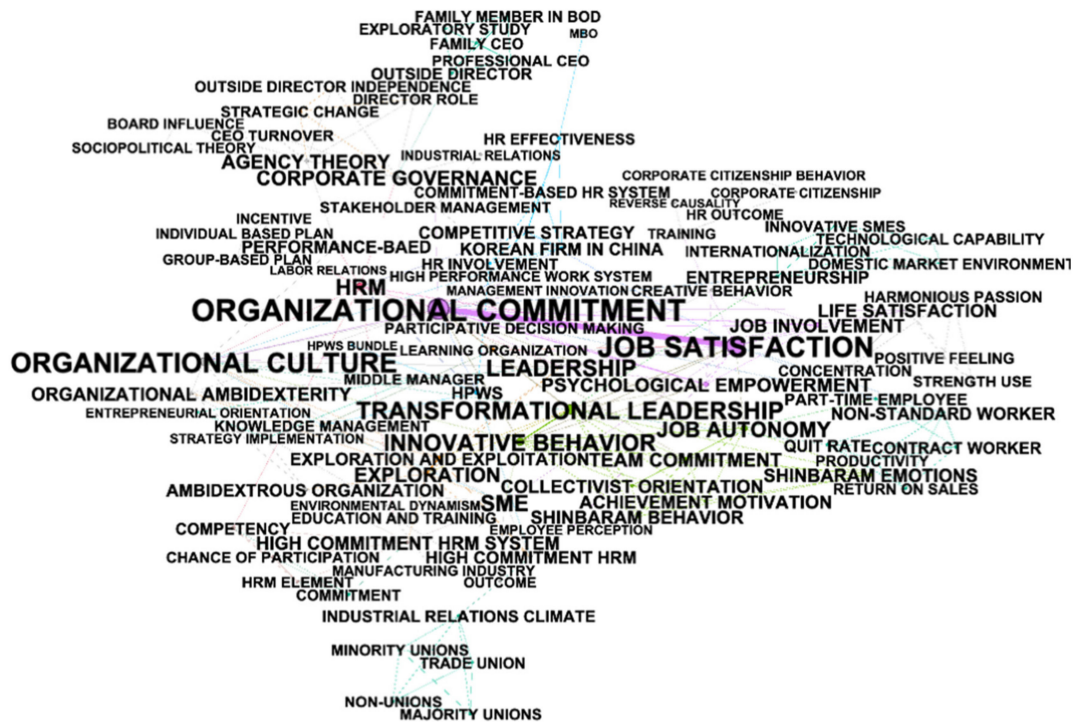 FAMILY MEMBER IN BOD
EXPLORATORY STUDY
MBO
FAMILY CEO
PROFESSIONAL CEO
OUTSIDE DIRECTOR
OUTSIDE DIRECTOR INDEPENDENCE
DIRECTOR ROLE
STRATEGIC CHANGE
BOARD INFLUENCE
CEO TURNOVER
HR EFFECTIVENESS
SOCIOPOLITICAL THEORY
AGENCY THEORY
INDUSTRIAL RELATIONS
CORPORATE GOVERNANCE
CORPORATE CITIZENSHIP BEHAVIOR
COMMITMENT-BASED HR SYSTEM
CORPORATE CITIZENSHIP
REVERSE CAUSALITY
STAKEHOLDER MANAGEMENT
HR OUTCOME
INCENTIVE
INNOVATIVE SMES
INDIVIDUAL BASED PLAN
COMPETITIVE STRATEGY
TRAINING
TECHNOLOGICAL CAPABILITY
PERFORMANCE-BAED
KOREAN FIRM IN CHINA
INTERNATIONALIZATION
GROUP-BASED PLAN
HR INVOLVEMENT
DOMESTIC MARKET ENVIRONMENT
LABOR RELATIONS
HIGH PERFORMANCE WORK SYSTEM
ENTREPRENEURSHIP
HRM
MANAGEMENT INNOVATION
CREATIVE BEHAVIOR
HARMONIOUS PASSION
ORGANIZATIONAL COMMITMENT
LIFE SATISFACTION
PARTICIPATIVE DECISION MAKING
JOB INVOLVEMENT
HPWS BUNDLE
LEARNING ORGANIZATION
JOB SATISFACTION
POSITIVE FEELING
ORGANIZATIONAL CULTURE
LEADERSHIP
CONCENTRATION
MIDDLE MANAGER
PSYCHOLOGICAL EMPOWERMENT
STRENGTH USE
ORGANIZATIONAL AMBIDEXTERITY
HPWS
PART-TIME EMPLOYEE
ENTREPRENEURIAL ORIENTATION
TRANSFORMATIONAL LEADERSHIP
NON-STANDARD WORKER
KNOWLEDGE MANAGEMENT
JOB AUTONOMY
STRATEGY IMPLEMENTATION
INNOVATIVE BEHAVIOR
QUIT RATE
CONTRACT WORKER
EXPLORATION AND EXPLOITATION
TEAM COMMITMENT
PRODUCTIVITY
EXPLORATION
SHINBARAM EMOTIONS
AMBIDEXTROUS ORGANIZATION
COLLECTIVIST ORIENTATION
RETURN ON SALES
ENVIRONMENTAL DYNAMISM
SME
ACHIEVEMENT MOTIVATION
EDUCATION AND TRAINING
SHINBARAM BEHAVIOR
COMPETENCY
EMPLOYEE PERCEPTION
HIGH COMMITMENT HRM SYSTEM
CHANCE OF PARTICIPATION
HIGH COMMITMENT HRM
MANUFACTURING INDUSTRY
HRM ELEMENT
OUTCOME
COMMITMENT
INDUSTRIAL RELATIONS CLIMATE
MINORITY UNIONS
TRADE UNION
NON-UNIONS
MAJORITY UNIONS